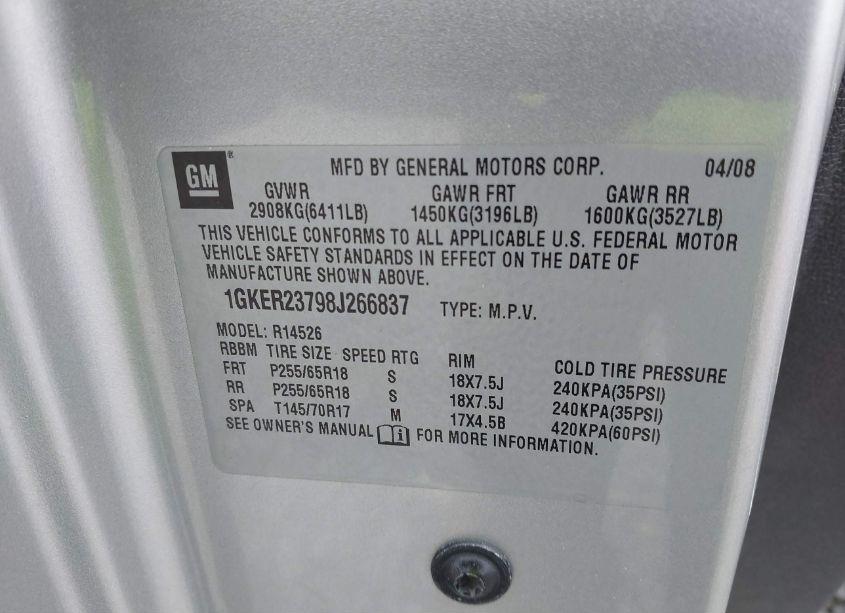 GM® MFD BY GENERAL MOTORS CORP. 04/08
GVWR GAWR FRT GAWR RR
2908KG(6411LB) 1450KG(3196LB) 1600KG(3527LB)
THIS VEHICLE CONFORMS TO ALL APPLICABLE U.S. FEDERAL MOTOR
VEHICLE SAFETY STANDARDS IN EFFECT ON THE DATE OF
MANUFACTURE SHOWN ABOVE.
1GKER23798J266837 TYPE: M.P.V.
MODEL: R14526
RBBM TIRE SIZE SPEED RTG RIM COLD TIRE PRESSURE
FRT P255/65R18 S 18X7.5J 240KPA(35PSI)
RR P255/65R18 S 18X7.5J 240KPA(35PSI)
SPA T145/70R17 M 17X4.5B 420KPA(60PSI)
SEE OWNER'S MANUAL i FOR MORE INFORMATION.